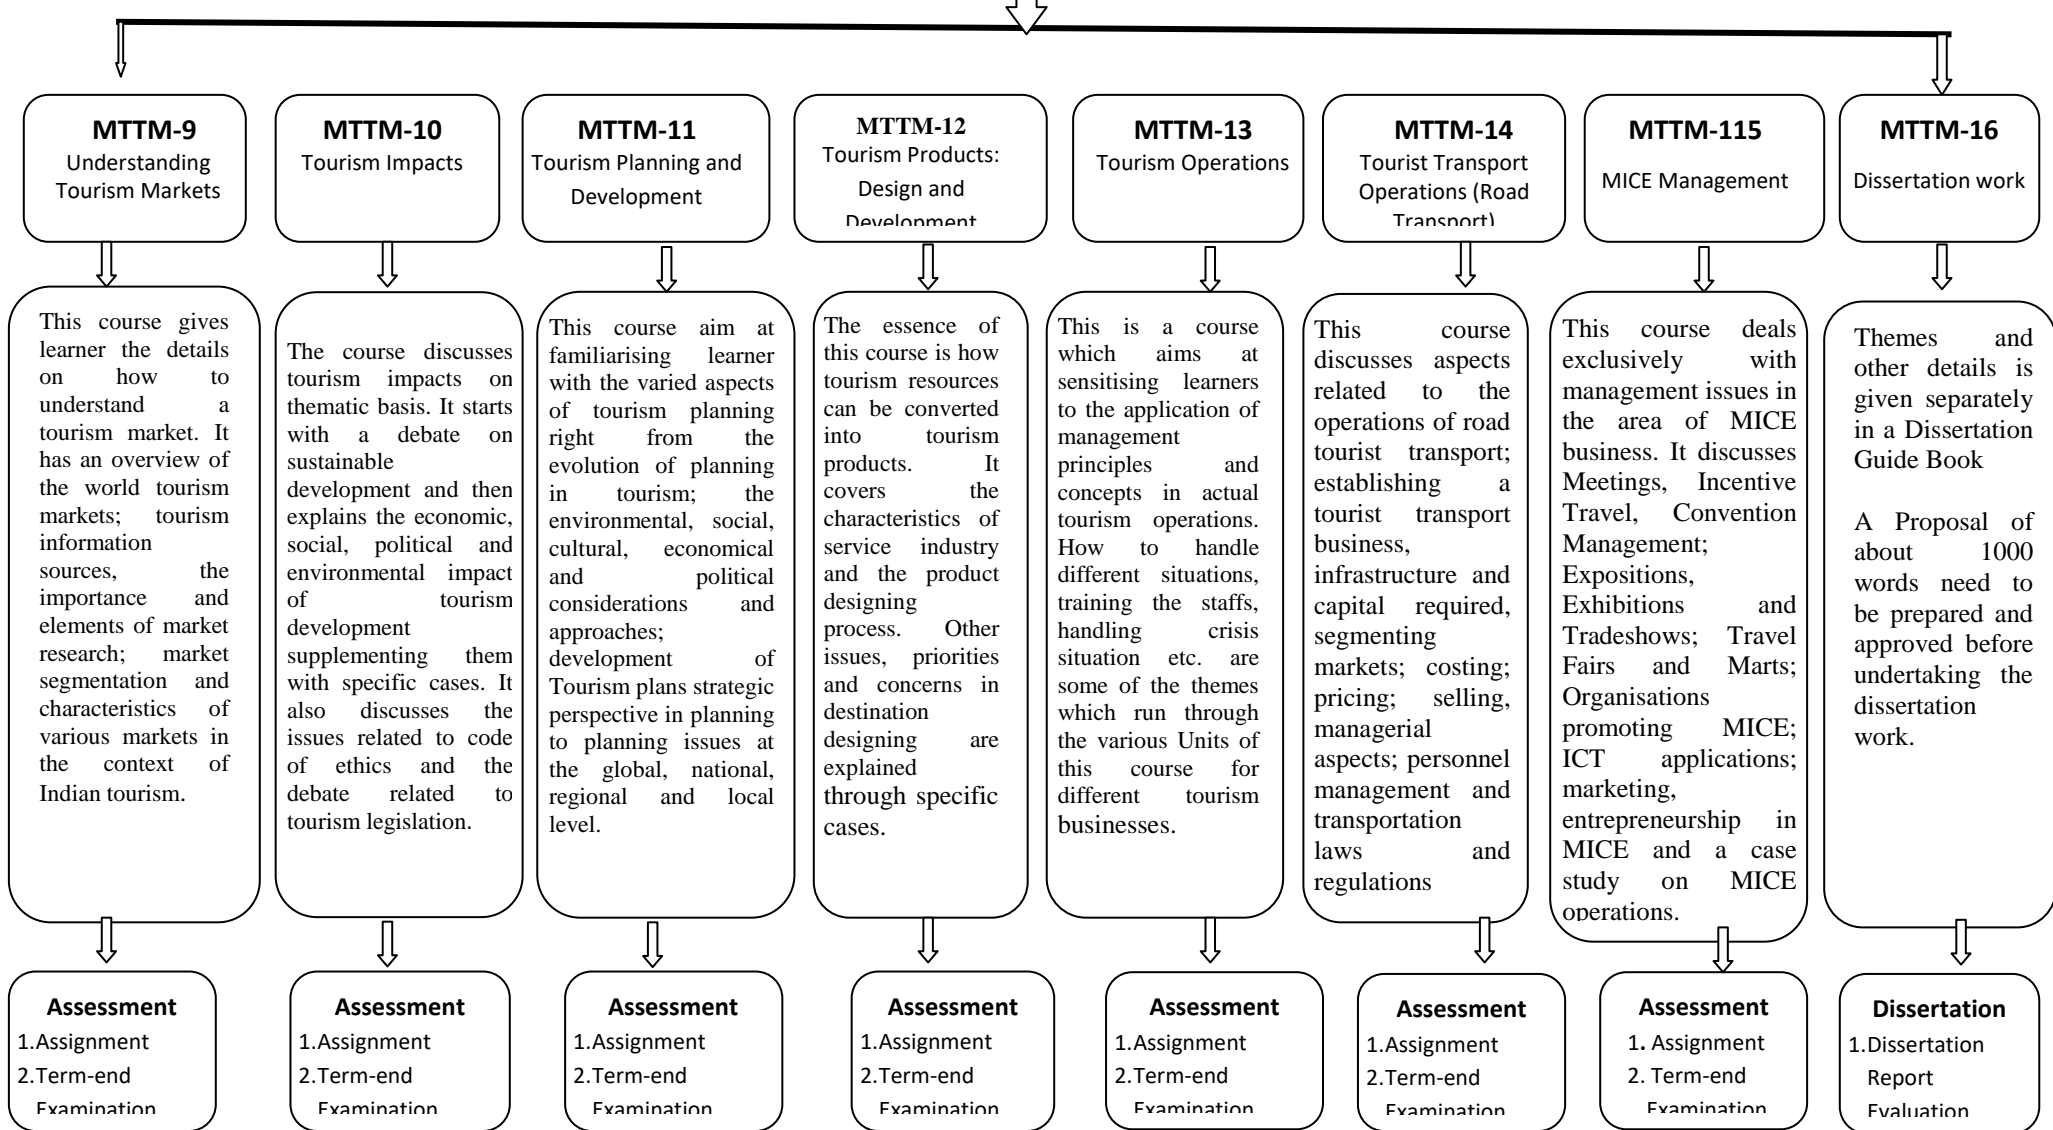 MTTM-9
Understanding
Tourism Markets
MTTM-10
Tourism Impacts
MTTM-11
Tourism Planning and
Development
MTTM-12
Tourism Products:
Design and
Development
MTTM-13
Tourism Operations
MTTM-14
Tourist Transport
Operations (Road
Transport)
MTTM-115
MICE Management
MTTM-16
Dissertation work
This course gives
learner the details
on how to
understand a
tourism market. It
has an overview of
the world tourism
markets; tourism
information
sources, the
importance and
elements of market
research; market
segmentation and
characteristics of
various markets in
the context of
Indian tourism.
The course discusses
tourism impacts on
thematic basis. It starts
with a debate on
sustainable
development and then
explains the economic,
social, political and
environmental impact
of tourism
development
supplementing them
with specific cases. It
also discusses the
issues related to code
of ethics and the
debate related to
tourism legislation.
This course aim at
familiarising learner
with the varied aspects
of tourism planning
right from the
evolution of planning
in tourism; the
environmental, social,
cultural, economical
and political
considerations and
approaches;
development of
Tourism plans strategic
perspective in planning
to planning issues at
the global, national,
regional and local
level.
The essence of
this course is how
tourism resources
can be converted
into tourism
products. It
covers the
characteristics of
service industry
and the product
designing
process. Other
issues, priorities
and concerns in
destination
designing are
explained
through specific
cases.
This is a course
which aims at
sensitising learners
to the application of
management
principles and
concepts in actual
tourism operations.
How to handle
different situations,
training the staffs,
handling crisis
situation etc. are
some of the themes
which run through
the various Units of
this course for
different tourism
businesses.
This course
discusses aspects
related to the
operations of road
tourist transport;
establishing a
tourist transport
business,
infrastructure and
capital required,
segmenting
markets; costing;
pricing; selling,
managerial
aspects; personnel
management and
transportation
laws and
regulations
This course deals
exclusively with
management issues in
the area of MICE
business. It discusses
Meetings, Incentive
Travel, Convention
Management;
Expositions,
Exhibitions and
Tradeshows; Travel
Fairs and Marts;
Organisations
promoting MICE;
ICT applications;
marketing,
entrepreneurship in
MICE and a case
study on MICE
operations.
Themes and
other details is
given separately
in a Dissertation
Guide Book
A Proposal of
about 1000
words need to
be prepared and
approved before
undertaking the
dissertation
work.
Assessment
1.Assignment
2.Term-end
Examination
Assessment
1.Assignment
2.Term-end
Examination
Assessment
1.Assignment
2.Term-end
Examination
Assessment
1.Assignment
2.Term-end
Examination
Assessment
1.Assignment
2.Term-end
Examination
Assessment
1.Assignment
2.Term-end
Examination
Assessment
1. Assignment
2. Term-end
Examination
Dissertation
1.Dissertation
Report
Evaluation